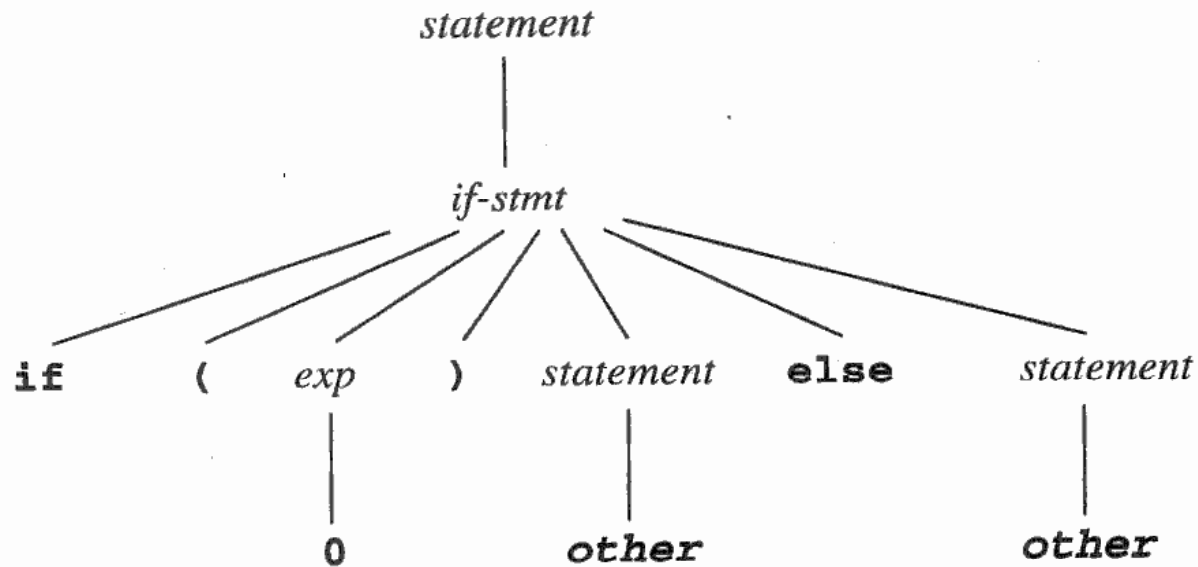 statement
if-stmt
if ( exp ) statement else statement
0 other other